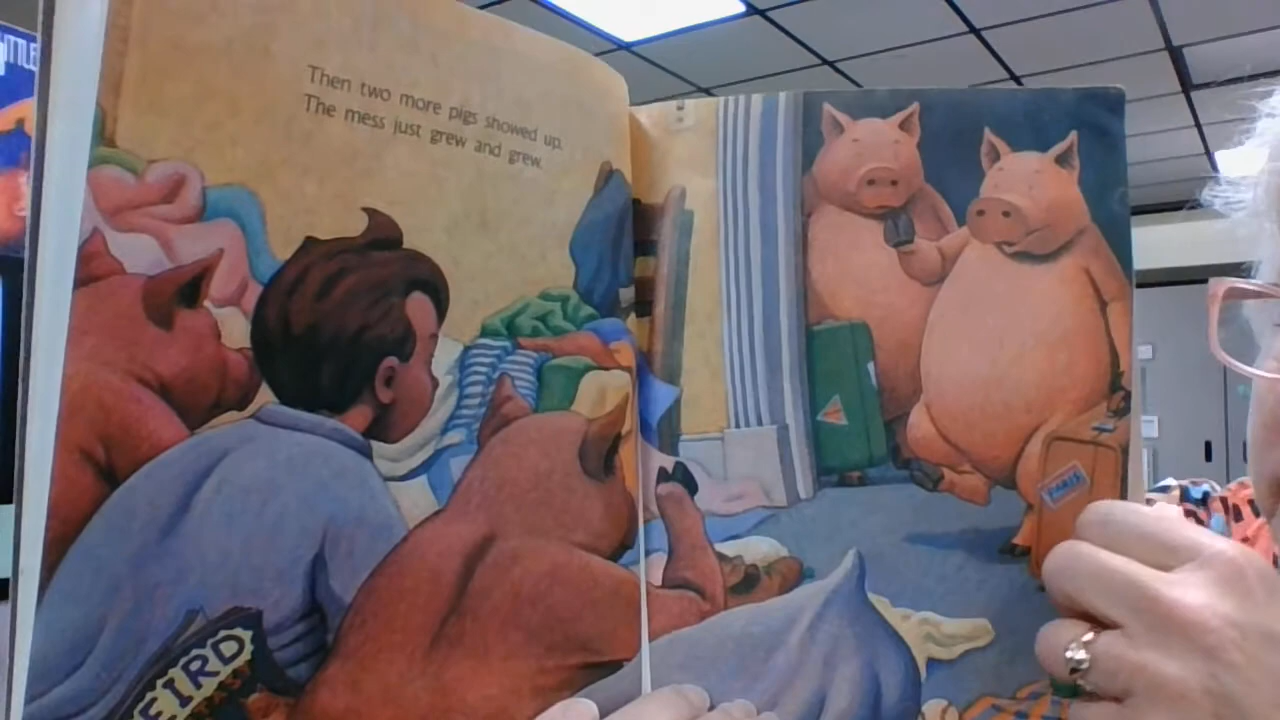 Then two more pigs showed up.
The mess just grew and grew.
PARIS
EIRD